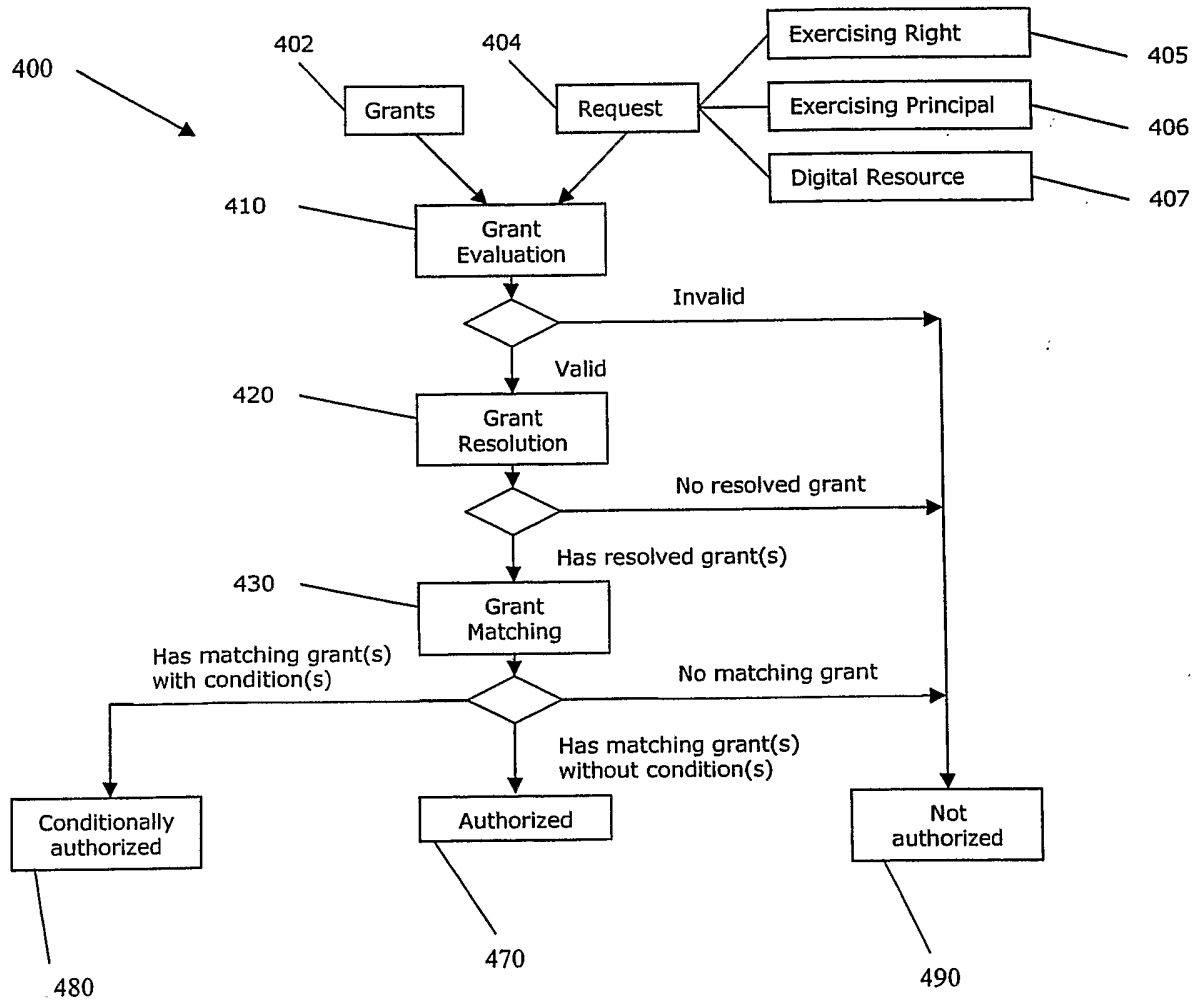 400
402
404
Exercising Right
405
Grants
Request
Exercising Principal
406
Digital Resource
407
410
Grant
Evaluation
Invalid
Valid
420
Grant
Resolution
No resolved grant
Has resolved grant(s)
430
Grant
Matching
Has matching grant(s)
with condition(s)
No matching grant
Has matching grant(s)
without condition(s)
Conditionally
authorized
Authorized
Not
authorized
480
470
490